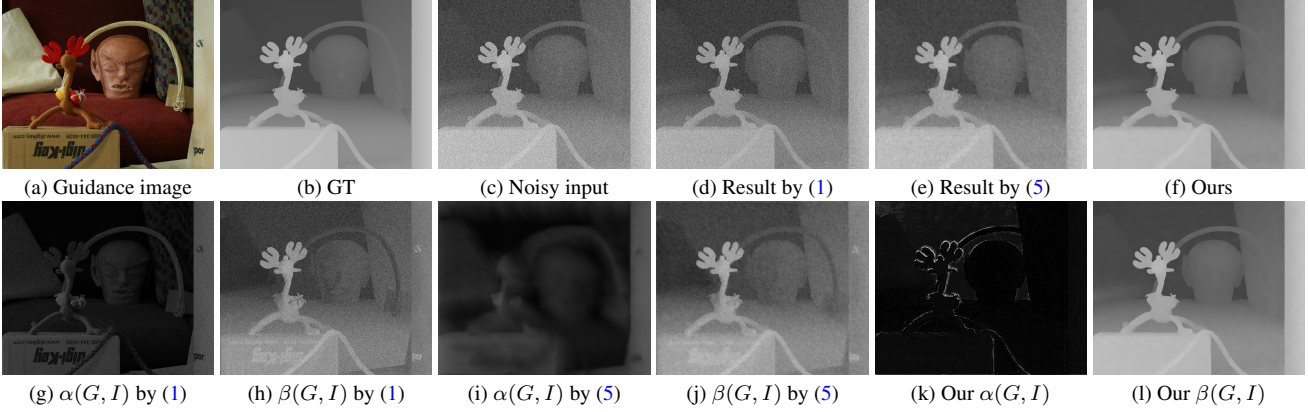 (a) Guidance image
(b) GT
(c) Noisy input
(d) Result by (1)
(e) Result by (5)
(f) Ours
(g) α(G, I) by (1)
(h) β(G, I) by (1)
(i) α(G, I) by (5)
(j) β(G, I) by (5)
(k) Our α(G, I)
(l) Our β(G, I)